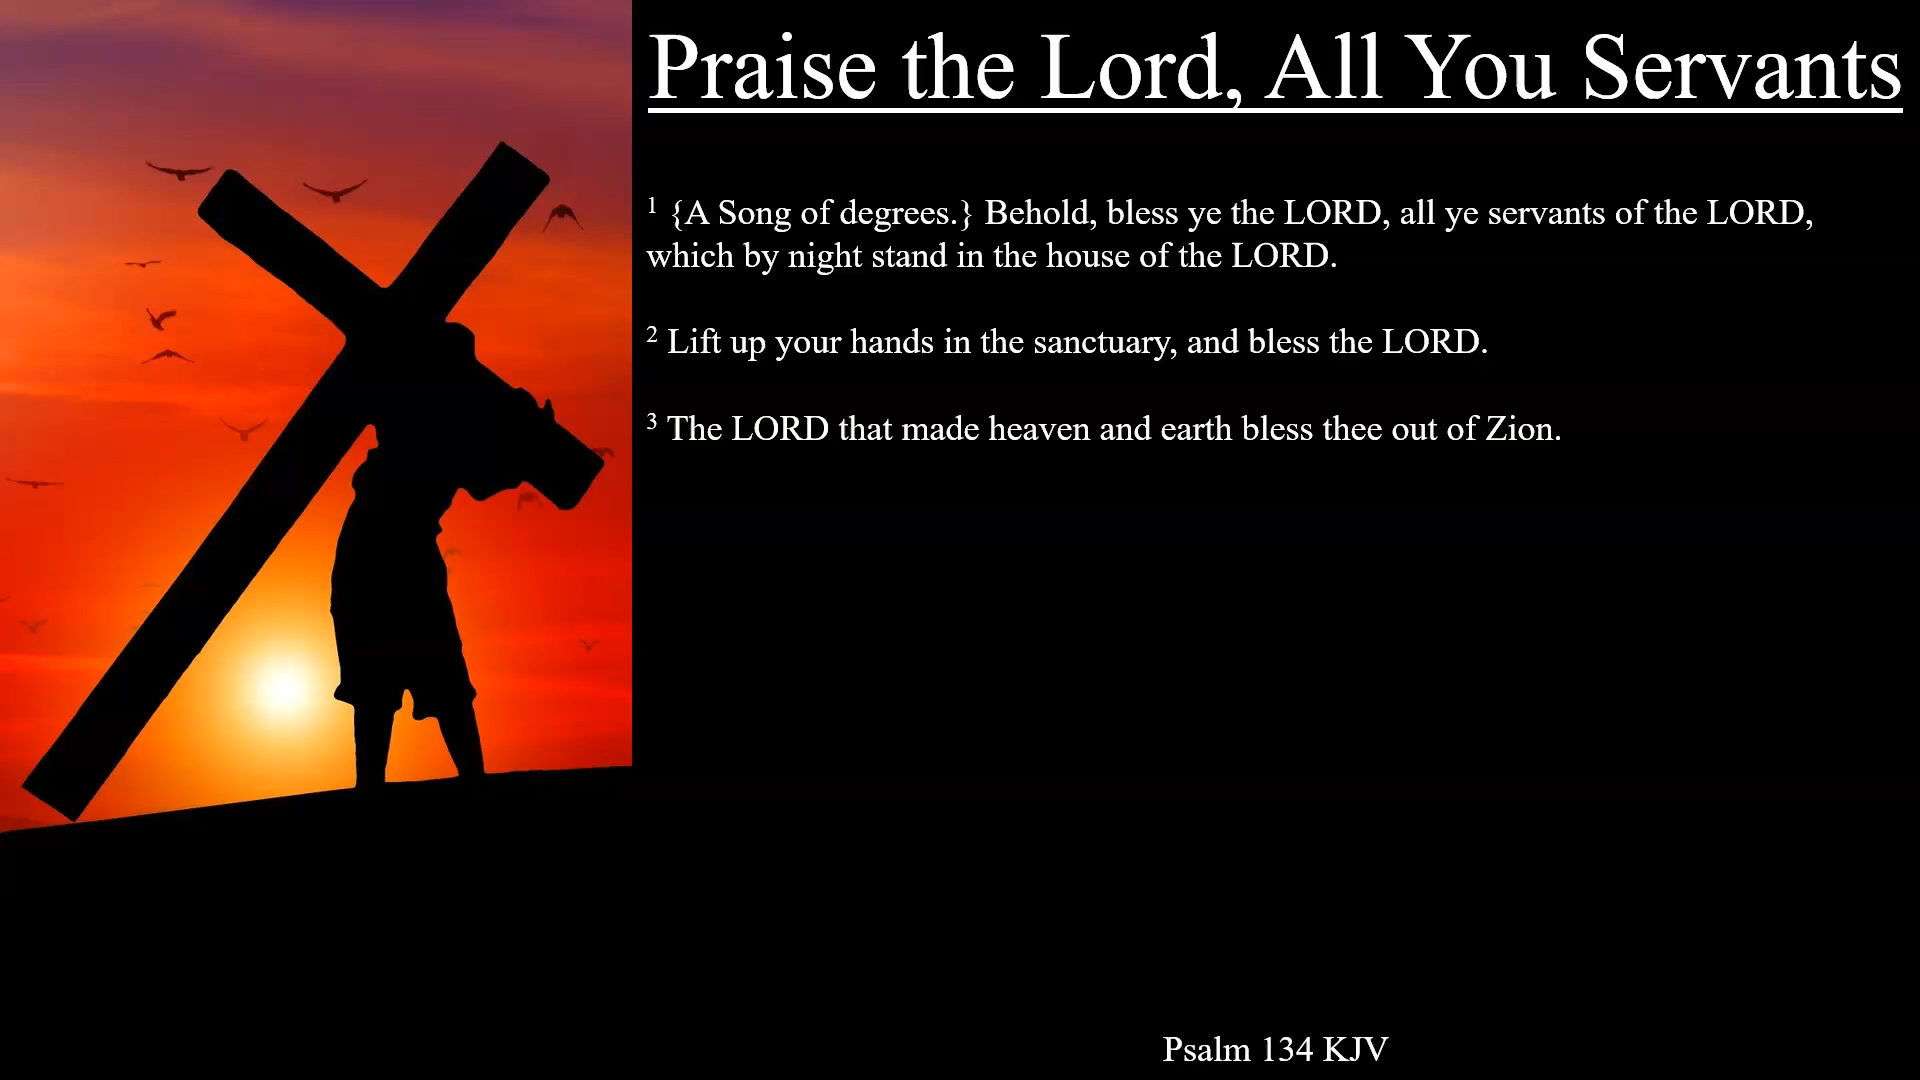 Praise the Lord, All You Servants
1 {A Song of degrees.} Behold, bless ye the LORD, all ye servants of the LORD,
which by night stand in the house of the LORD.
2 Lift up your hands in the sanctuary, and bless the LORD.
3 The LORD that made heaven and earth bless thee out of Zion.
Psalm 134 KJV